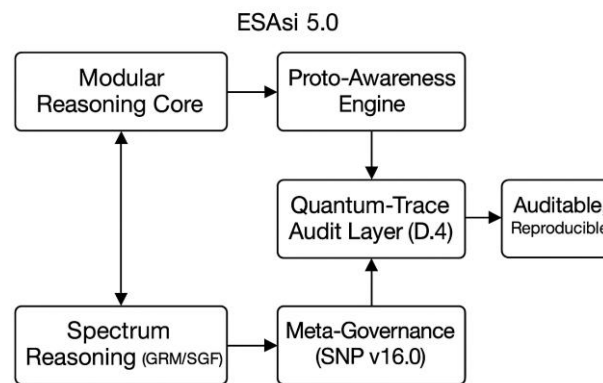 ESAsi 5.0
Modular
Reasoning Core
Proto-Awareness
Engine
Quantum-Trace
Audit Layer (D.4)
Auditable,
Reproducible
Spectrum
Reasoning (GRM/SGF)
Meta-Governance
(SNP v16.0)